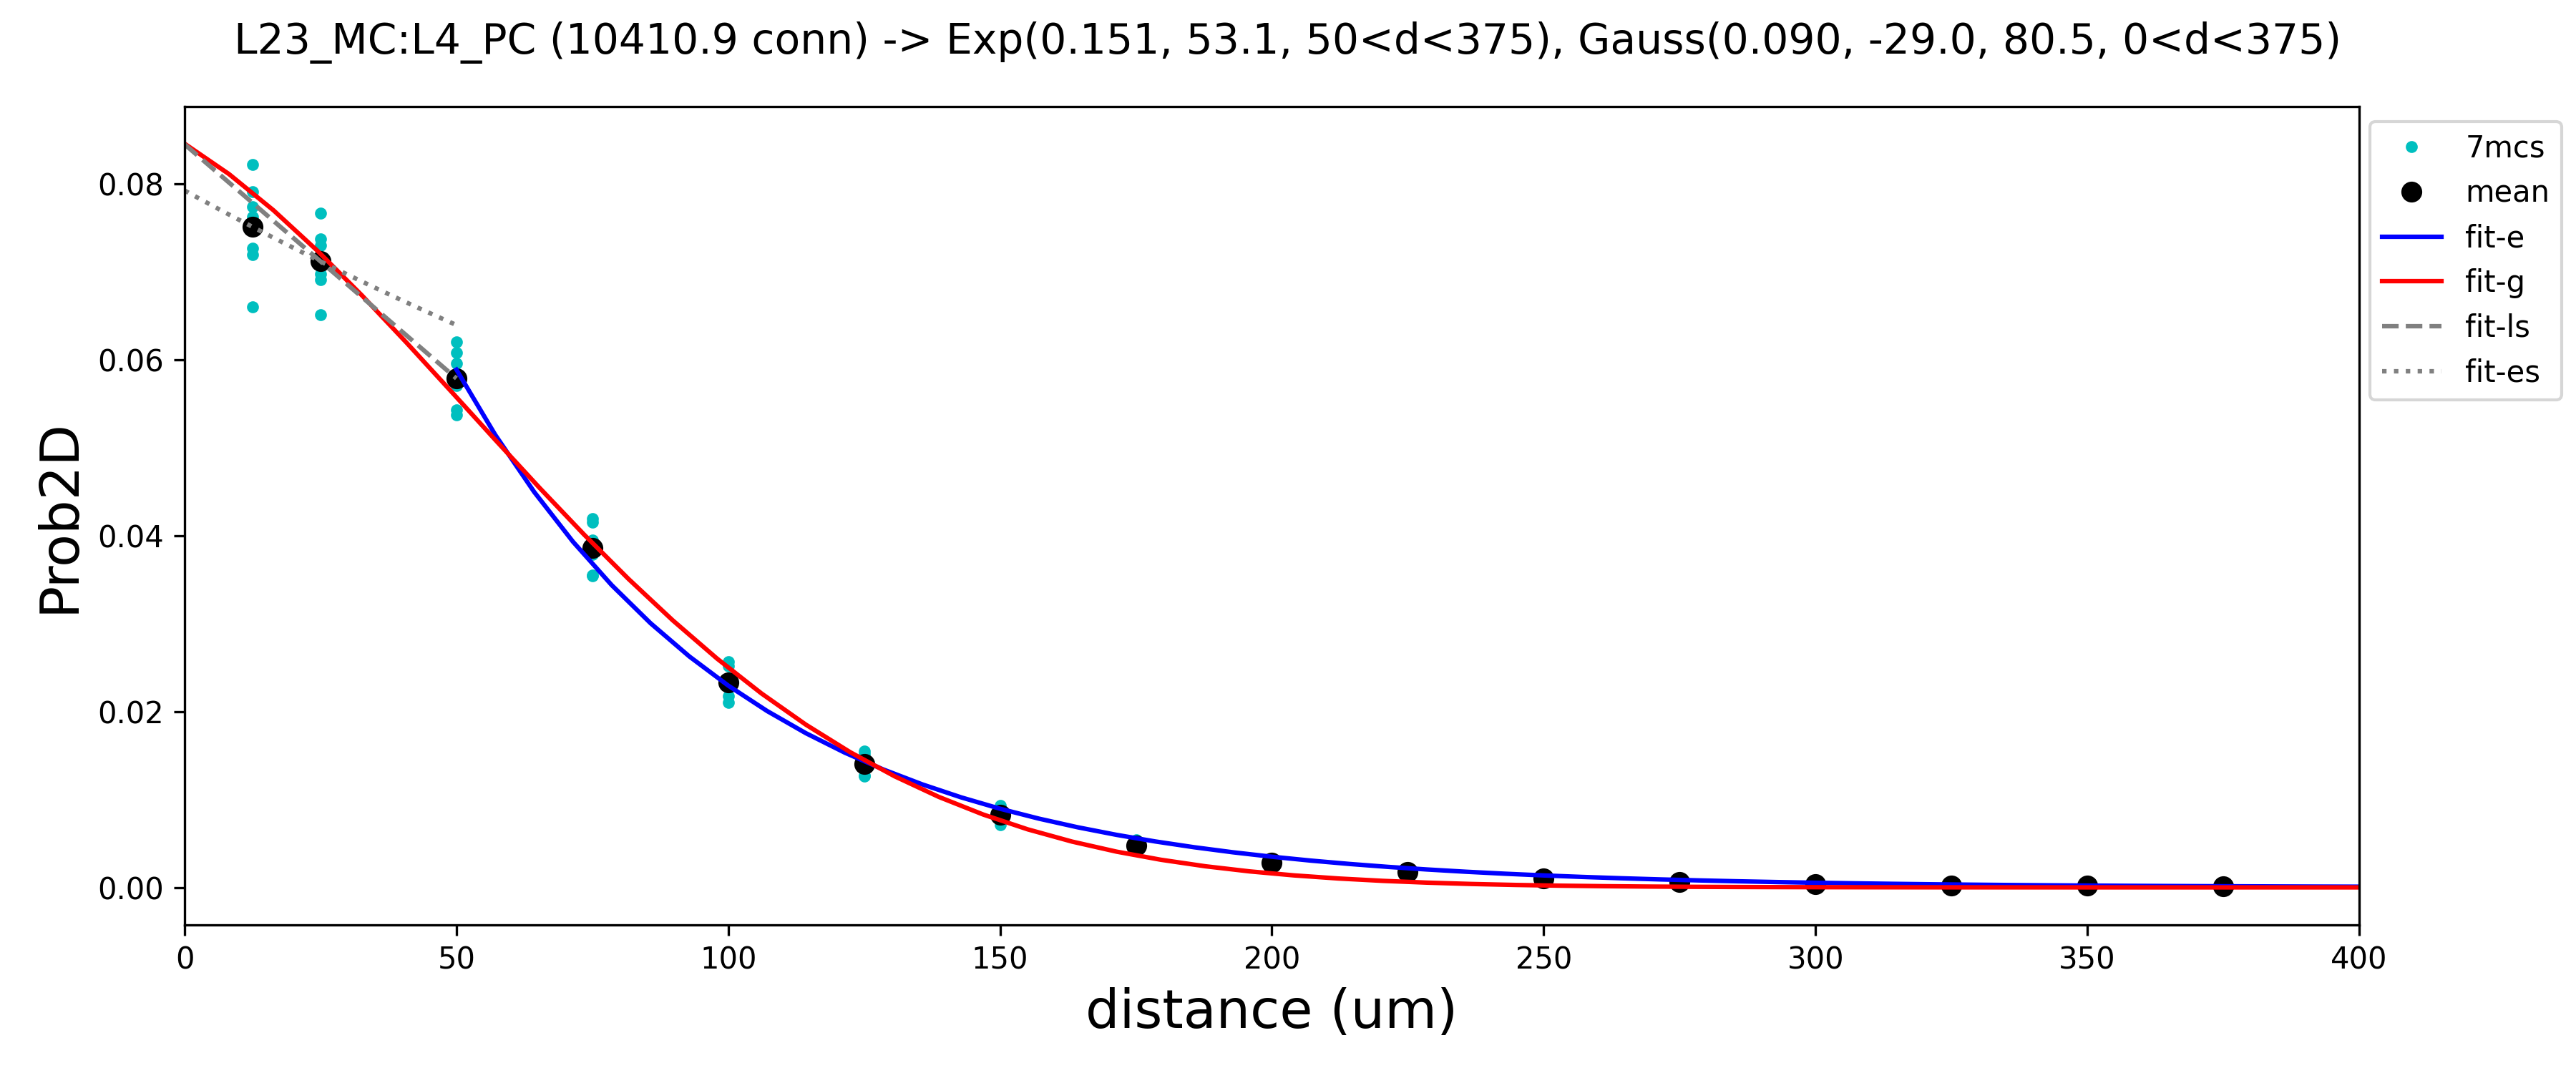 L23_MC:L4_PC (10410.9 conn) -> Exp(0.151, 53.1, 50<d<375), Gauss(0.090, -29.0, 80.5, 0<d<375)
7mcs
mean
fit-e
fit-g
fit-ls
fit-es
Prob2D
0.08
0.06
0.04
0.02
0.00
0 50 100 150 200 250 300 350 400
distance (um)